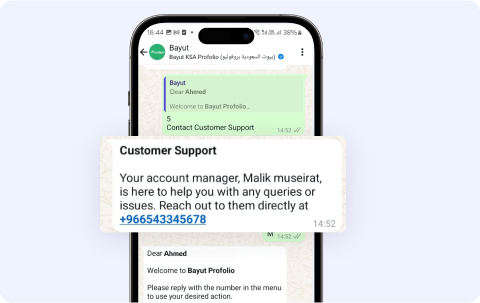 16:44
38%
Bayut
Bayut KSA Profolio (بيوت السعودية بروفوليو)
Bayut
Dear Ahmed
Welcome to Bayut Profolio...
5
Contact Customer Support
14:52
Customer Support
Your account manager, Malik museirat,
is here to help you with any queries or
issues. Reach out to them directly at
+966543345678
14:52
M
14:52
Dear Ahmed
Welcome to Bayut Profolio
Please reply with the number in the menu
to use your desired action.